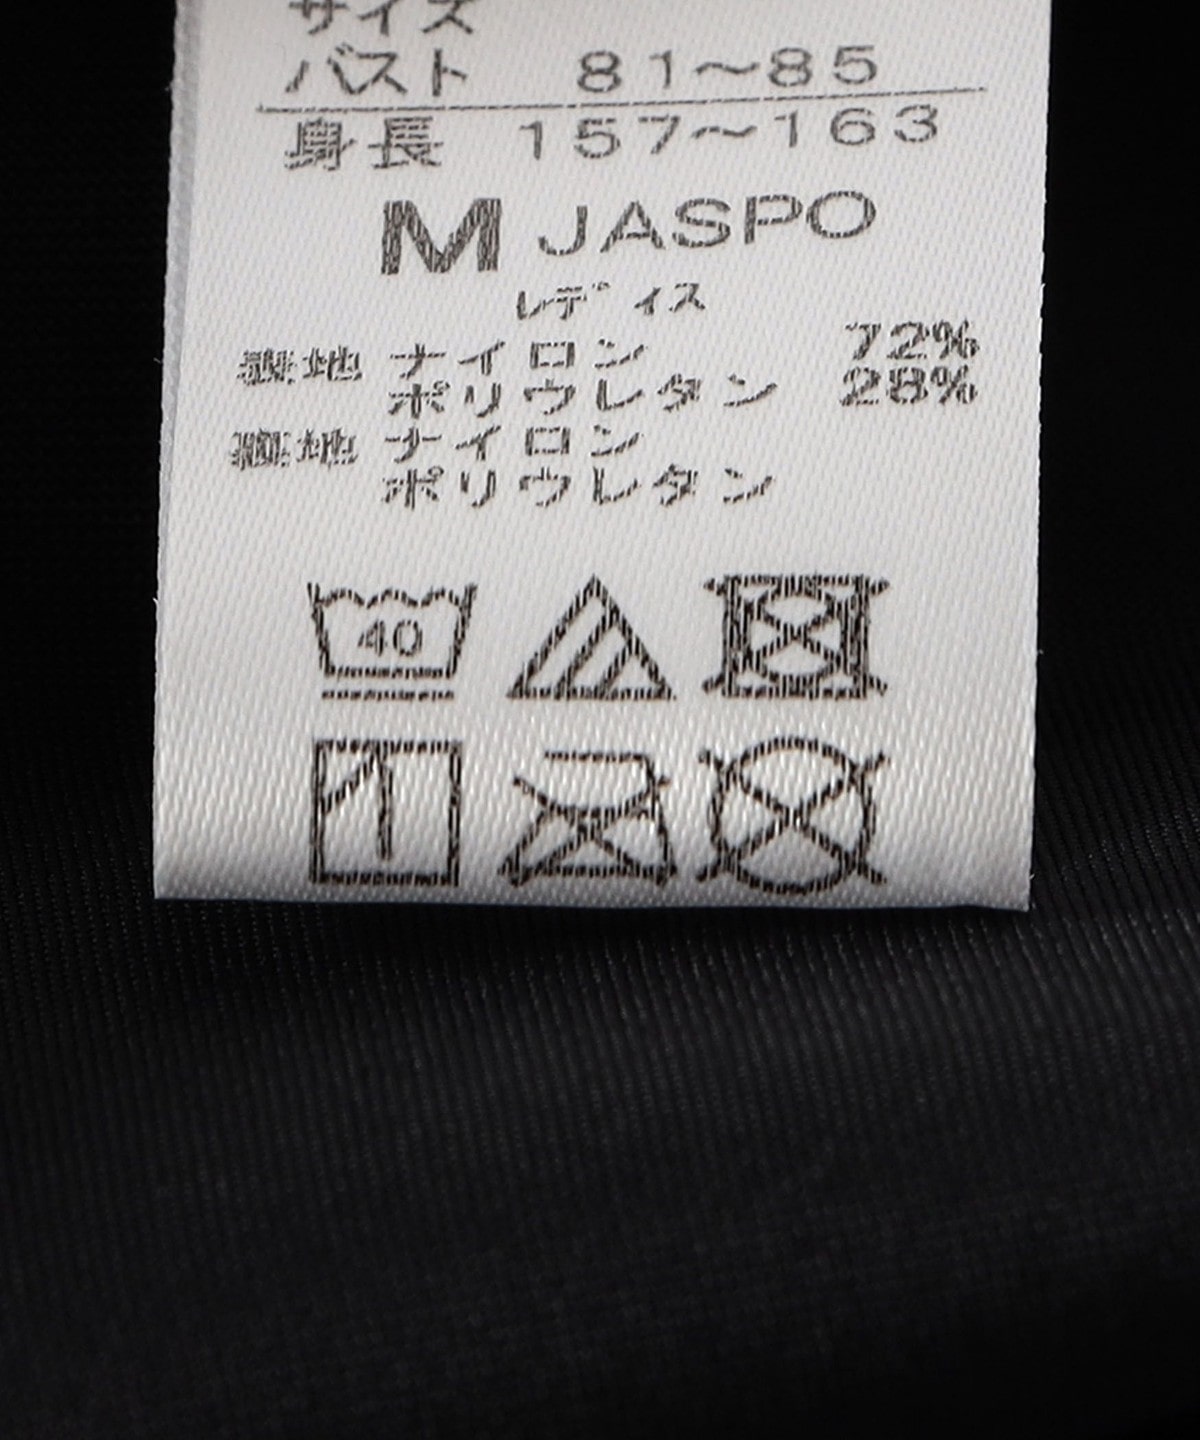 サイズ
バスト 81～85
身長 157～163
M JASPO
レディス
表地 ナイロン 72%
ポリウレタン 28%
裏地 ナイロン
ポリウレタン
40